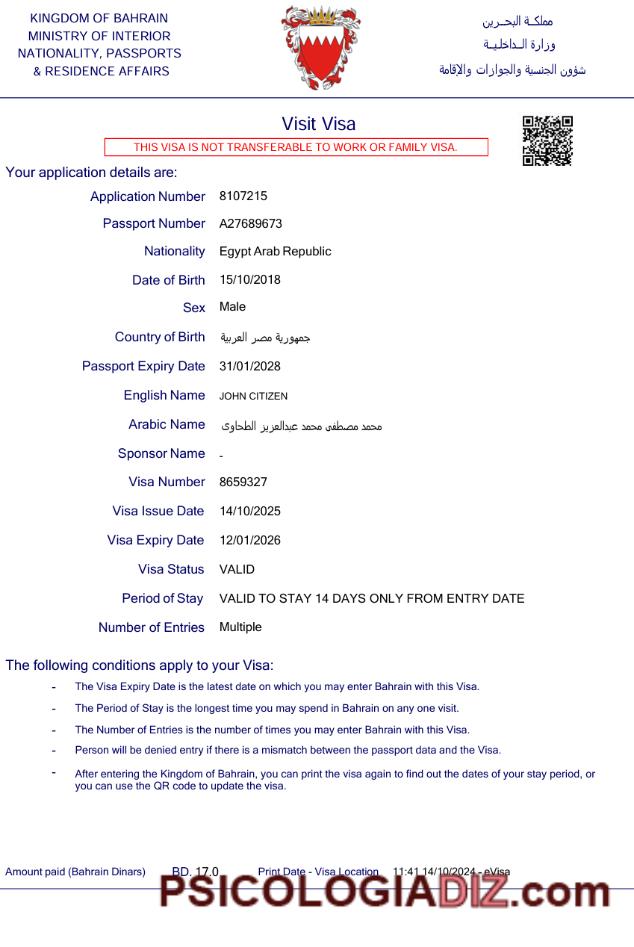 KINGDOM OF BAHRAIN
MINISTRY OF INTERIOR
NATIONALITY, PASSPORTS
& RESIDENCE AFFAIRS
مملكـة البحـريـن
وزارة الـداخلـيـة
شؤون الجنسية والجوازات والإقامة
Visit Visa
THIS VISA IS NOT TRANSFERABLE TO WORK OR FAMILY VISA.
Your application details are:
Application Number 8107215
Passport Number A27689673
Nationality Egypt Arab Republic
Date of Birth 15/10/2018
Sex Male
Country of Birth جمهورية مصر العربية
Passport Expiry Date 31/01/2028
English Name JOHN CITIZEN
Arabic Name محمد مصطفى محمد عبدالعزيز الطحاوى
Sponsor Name -
Visa Number 8659327
Visa Issue Date 14/10/2025
Visa Expiry Date 12/01/2026
Visa Status VALID
Period of Stay VALID TO STAY 14 DAYS ONLY FROM ENTRY DATE
Number of Entries Multiple
The following conditions apply to your Visa:
- The Visa Expiry Date is the latest date on which you may enter Bahrain with this Visa.
- The Period of Stay is the longest time you may spend in Bahrain on any one visit.
- The Number of Entries is the number of times you may enter Bahrain with this Visa.
- Person will be denied entry if there is a mismatch between the passport data and the Visa.
- After entering the Kingdom of Bahrain, you can print the visa again to find out the dates of your stay period, or
you can use the QR code to update the visa.
Amount paid (Bahrain Dinars) BD. 17.0 Print Date - Visa Location 11:41 14/10/2024 - eVisa
PSICOLOGIADIZ.com